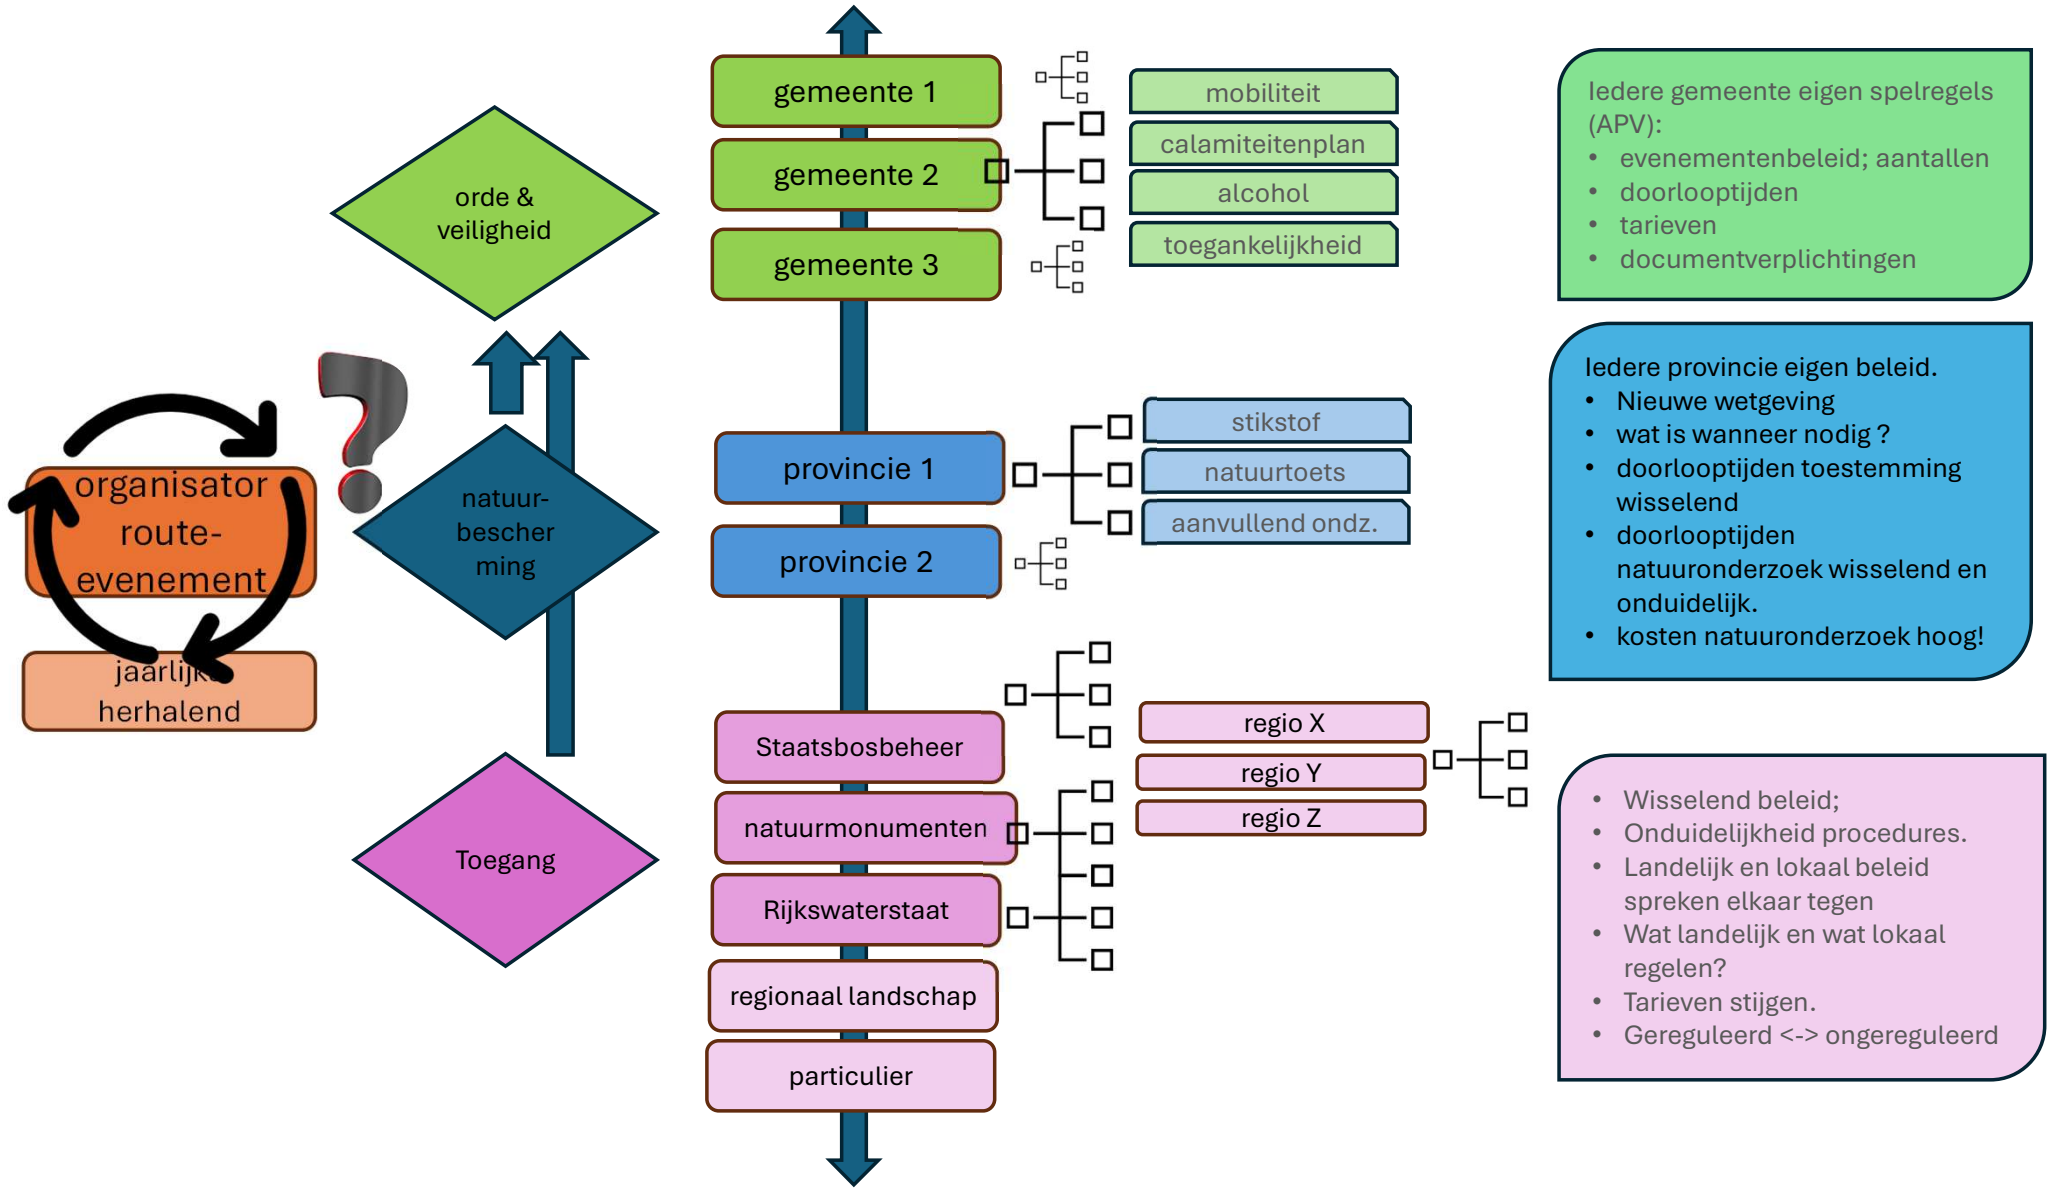 gemeente 1
gemeente 2
gemeente 3
mobiliteit
calamiteitenplan
alcohol
toegankelijkheid
Iedere gemeente eigen spelregels
(APV):
• evenementenbeleid; aantallen
• doorlooptijden
• tarieven
• documentverplichtingen
orde &
veiligheid
organisator
route-
evenement
jaarlijks
herhalend
natuur-
bescher
ming
provincie 1
provincie 2
stikstof
natuurtoets
aanvullend ondz.
Iedere provincie eigen beleid.
• Nieuwe wetgeving
• wat is wanneer nodig ?
• doorlooptijden toestemming
wisselend
• doorlooptijden
natuuronderzoek wisselend en
onduidelijk.
• kosten natuuronderzoek hoog!
Toegang
Staatsbosbeheer
natuurmonumenten
Rijkswaterstaat
regionaal landschap
particulier
regio X
regio Y
regio Z
• Wisselend beleid;
• Onduidelijkheid procedures.
• Landelijk en lokaal beleid
spreken elkaar tegen
• Wat landelijk en wat lokaal
regelen?
• Tarieven stijgen.
• Gereguleerd <-> ongereguleerd